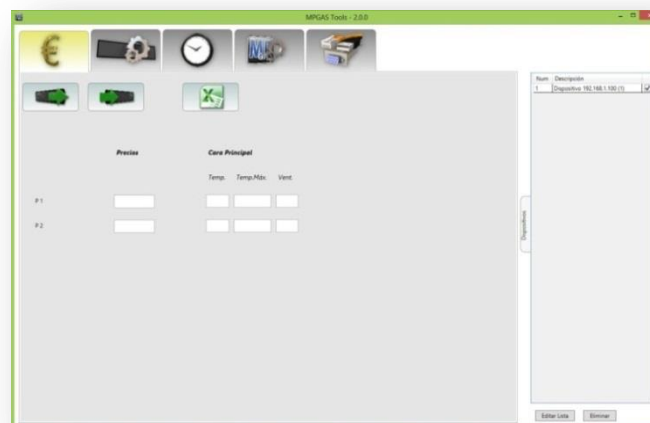 MPGAS Tools - 2.0.0
Num Descripción
1 Dispositivo 192.168.1.100 (1)
Precios Cara Principal
Temp. Temp.Máx. Vent.
P 1
P 2
Dispositivos
Editar Lista Eliminar